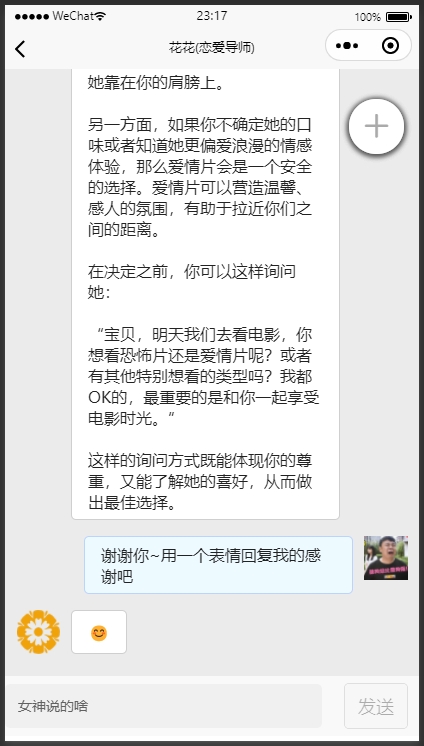 WeChat
23:17
100%
花花(恋爱导师)
她靠在你的肩膀上。
另一方面，如果你不确定她的口
味或者知道她更偏爱浪漫的情感
体验，那么爱情片会是一个安全
的选择。爱情片可以营造温馨、
感人的氛围，有助于拉近你们之
间的距离。
在决定之前，你可以这样询问
她：
“宝贝，明天我们去看电影，你
想看恐怖片还是爱情片呢？或者
有其他特别想看的类型吗？我都
OK的，最重要的是和你一起享受
电影时光。”
这样的询问方式既能体现你的尊
重，又能了解她的喜好，从而做
出最佳选择。
谢谢你~用一个表情回复我的感
谢吧
😊
女神说的啥
发送